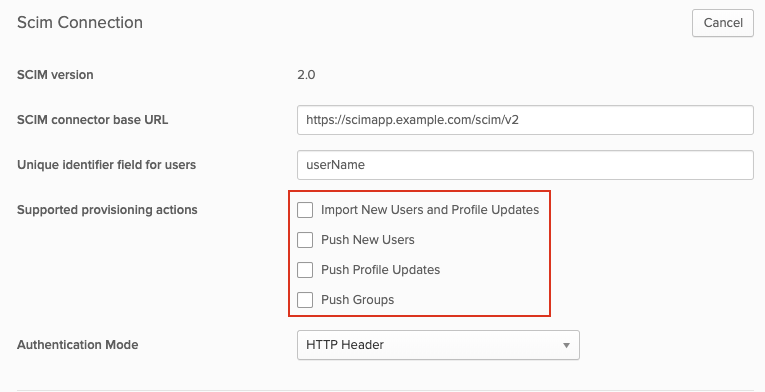 Scim Connection
Cancel
SCIM version 2.0
SCIM connector base URL https://scimapp.example.com/scim/v2
Unique identifier field for users userName
Supported provisioning actions Import New Users and Profile Updates
Push New Users
Push Profile Updates
Push Groups
Authentication Mode HTTP Header